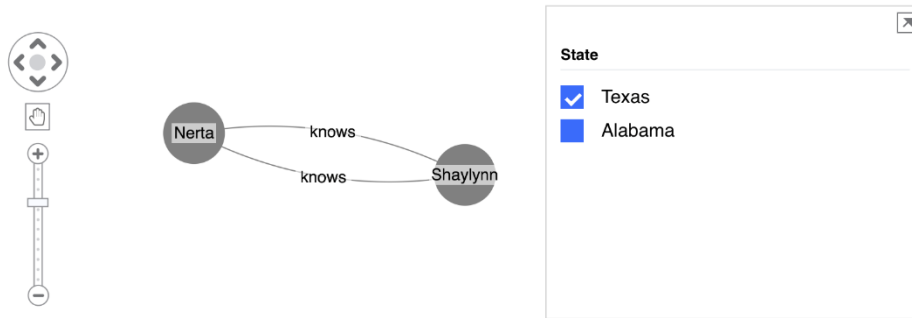 State
Texas
Nerta
knows
Alabama
knows
Shaylynn